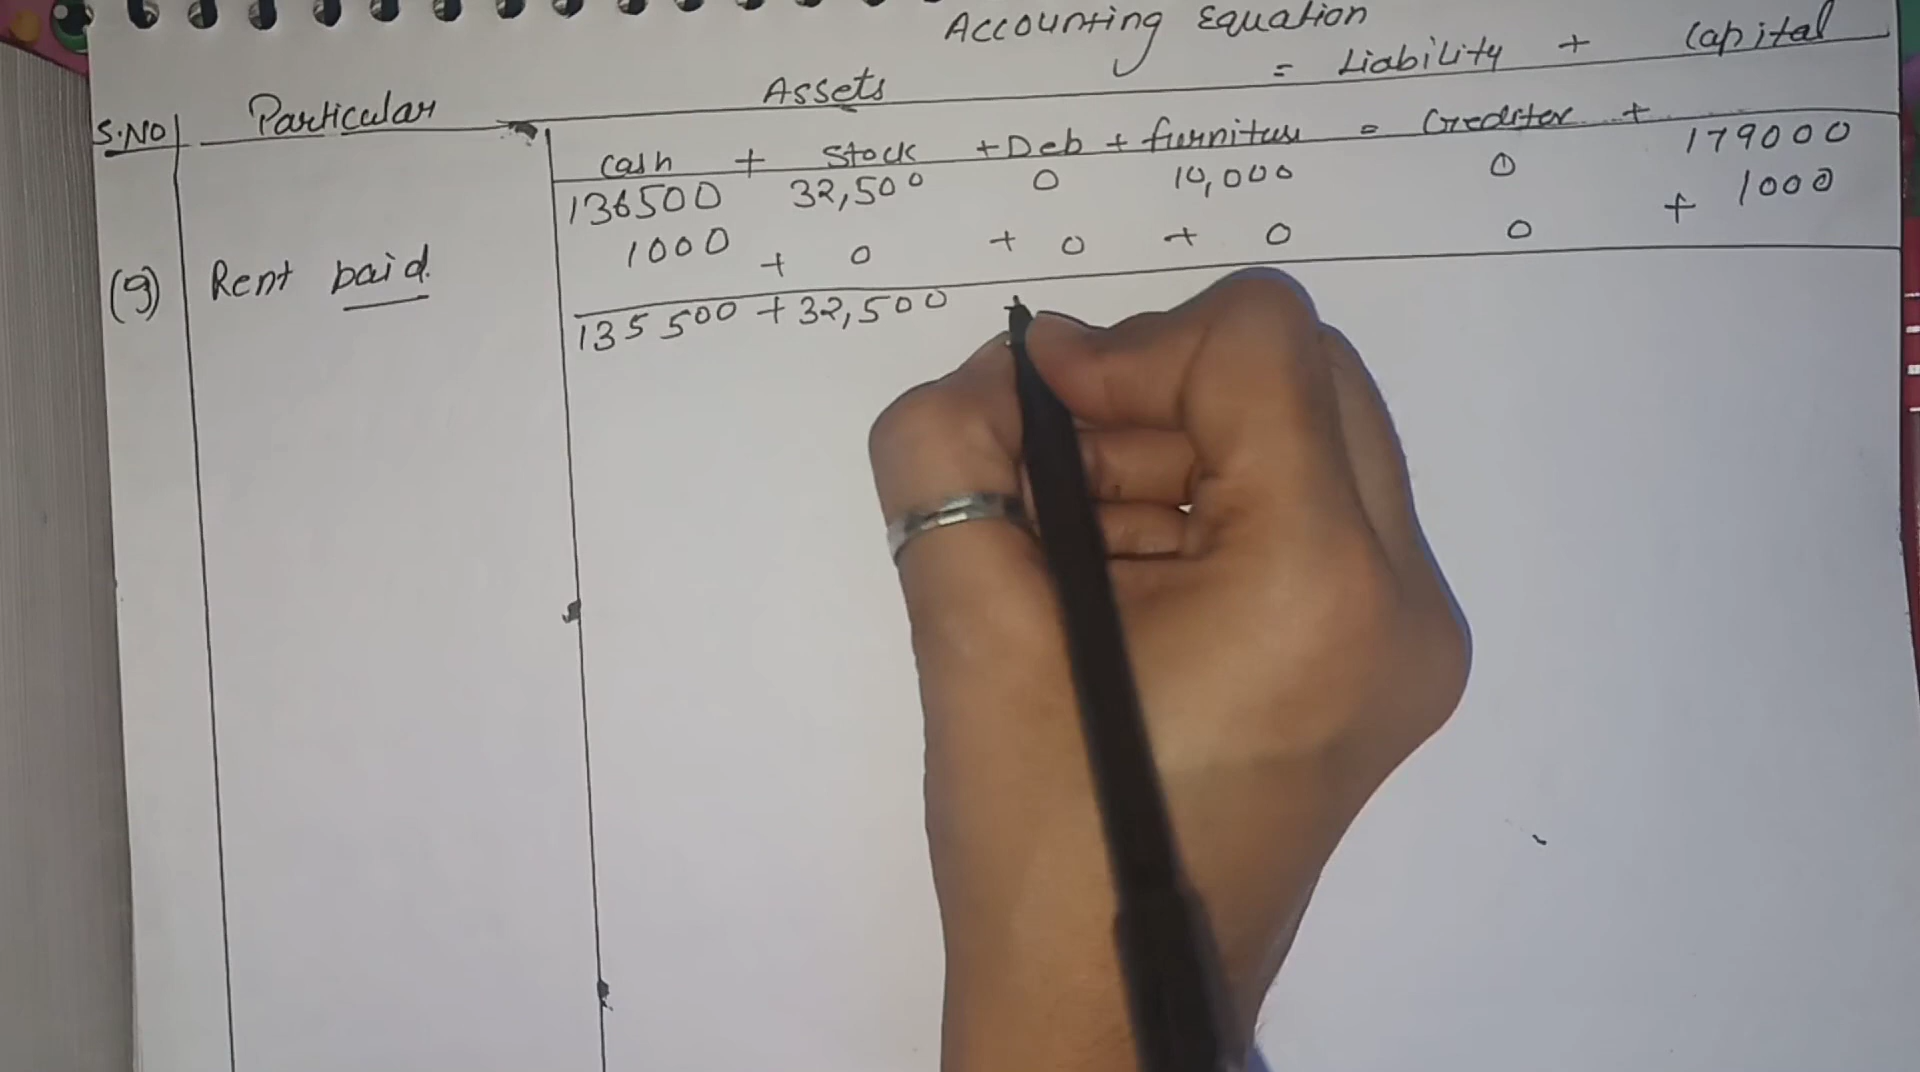 Accounting Equation
S.NO Particular Assets = Liability + Capital
Cash + Stock + Deb + furniture = Creditor +
136500 32,500 0 10,000 0 179000
(9) Rent paid. 1000 + 0 + 0 + 0 0 + 1000
135500 + 32,500 +